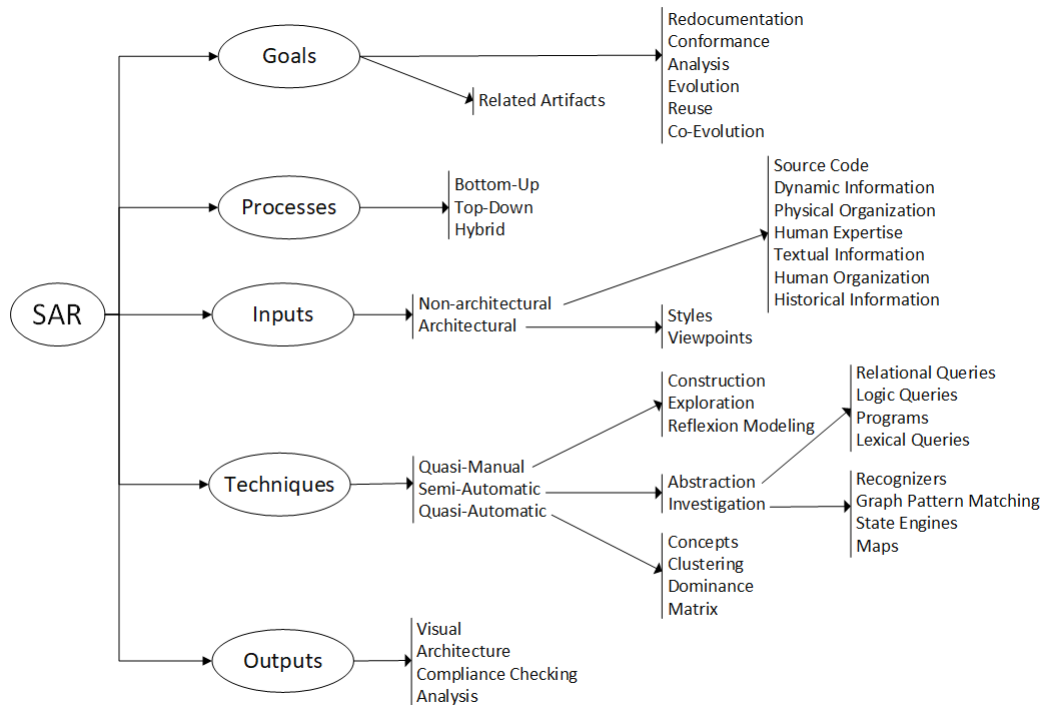 SAR
Goals
Related Artifacts
Redocumentation
Conformance
Analysis
Evolution
Reuse
Co-Evolution
Processes
Bottom-Up
Top-Down
Hybrid
Inputs
Non-architectural
Architectural
Source Code
Dynamic Information
Physical Organization
Human Expertise
Textual Information
Human Organization
Historical Information
Styles
Viewpoints
Techniques
Quasi-Manual
Semi-Automatic
Quasi-Automatic
Construction
Exploration
Reflexion Modeling
Abstraction
Investigation
Relational Queries
Logic Queries
Programs
Lexical Queries
Recognizers
Graph Pattern Matching
State Engines
Maps
Concepts
Clustering
Dominance
Matrix
Outputs
Visual
Architecture
Compliance Checking
Analysis